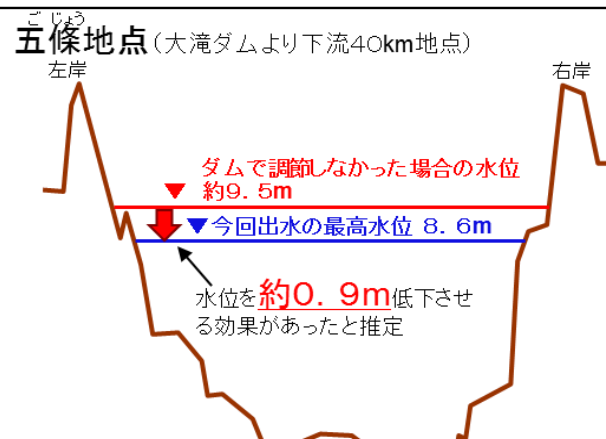 ごじょう
五條地点(大滝ダムより下流40km地点)
左岸
右岸
ダムで調節しなかった場合の水位
▼ 約9.5m
▼今回出水の最高水位 8.6m
水位を約0.9m低下させ
る効果があったと推定